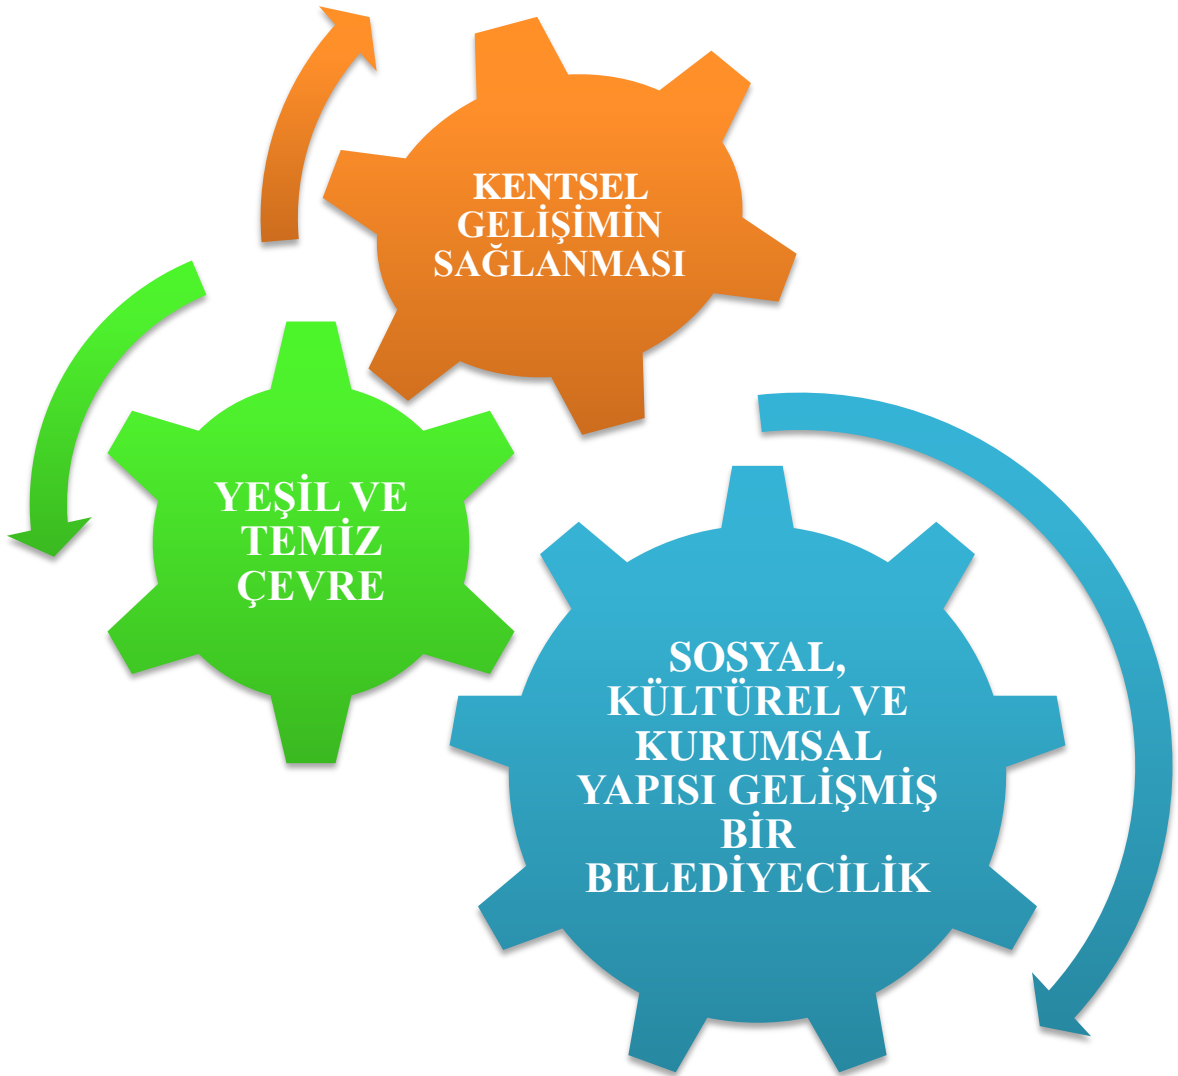 KENTSEL
GELİŞİMİN
SAĞLANMASI
YEŞİL VE
TEMİZ
ÇEVRE
SOSYAL,
KÜLTÜREL VE
KURUMSAL
YAPISI GELİŞMİŞ
BİR
BELEDİYECİLİK